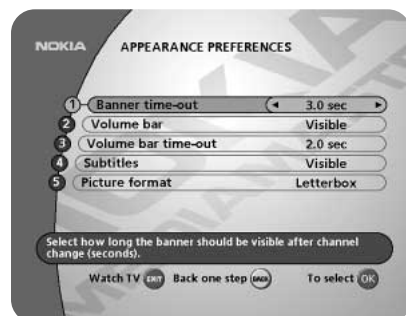 NOKIA
APPEARANCE PREFERENCES
1 Banner time-out 3.0 sec
2 Volume bar Visible
3 Volume bar time-out 2.0 sec
4 Subtitles Visible
5 Picture format Letterbox
Select how long the banner should be visible after channel
change (seconds).
Watch TV EXIT Back one step BACK To select OK